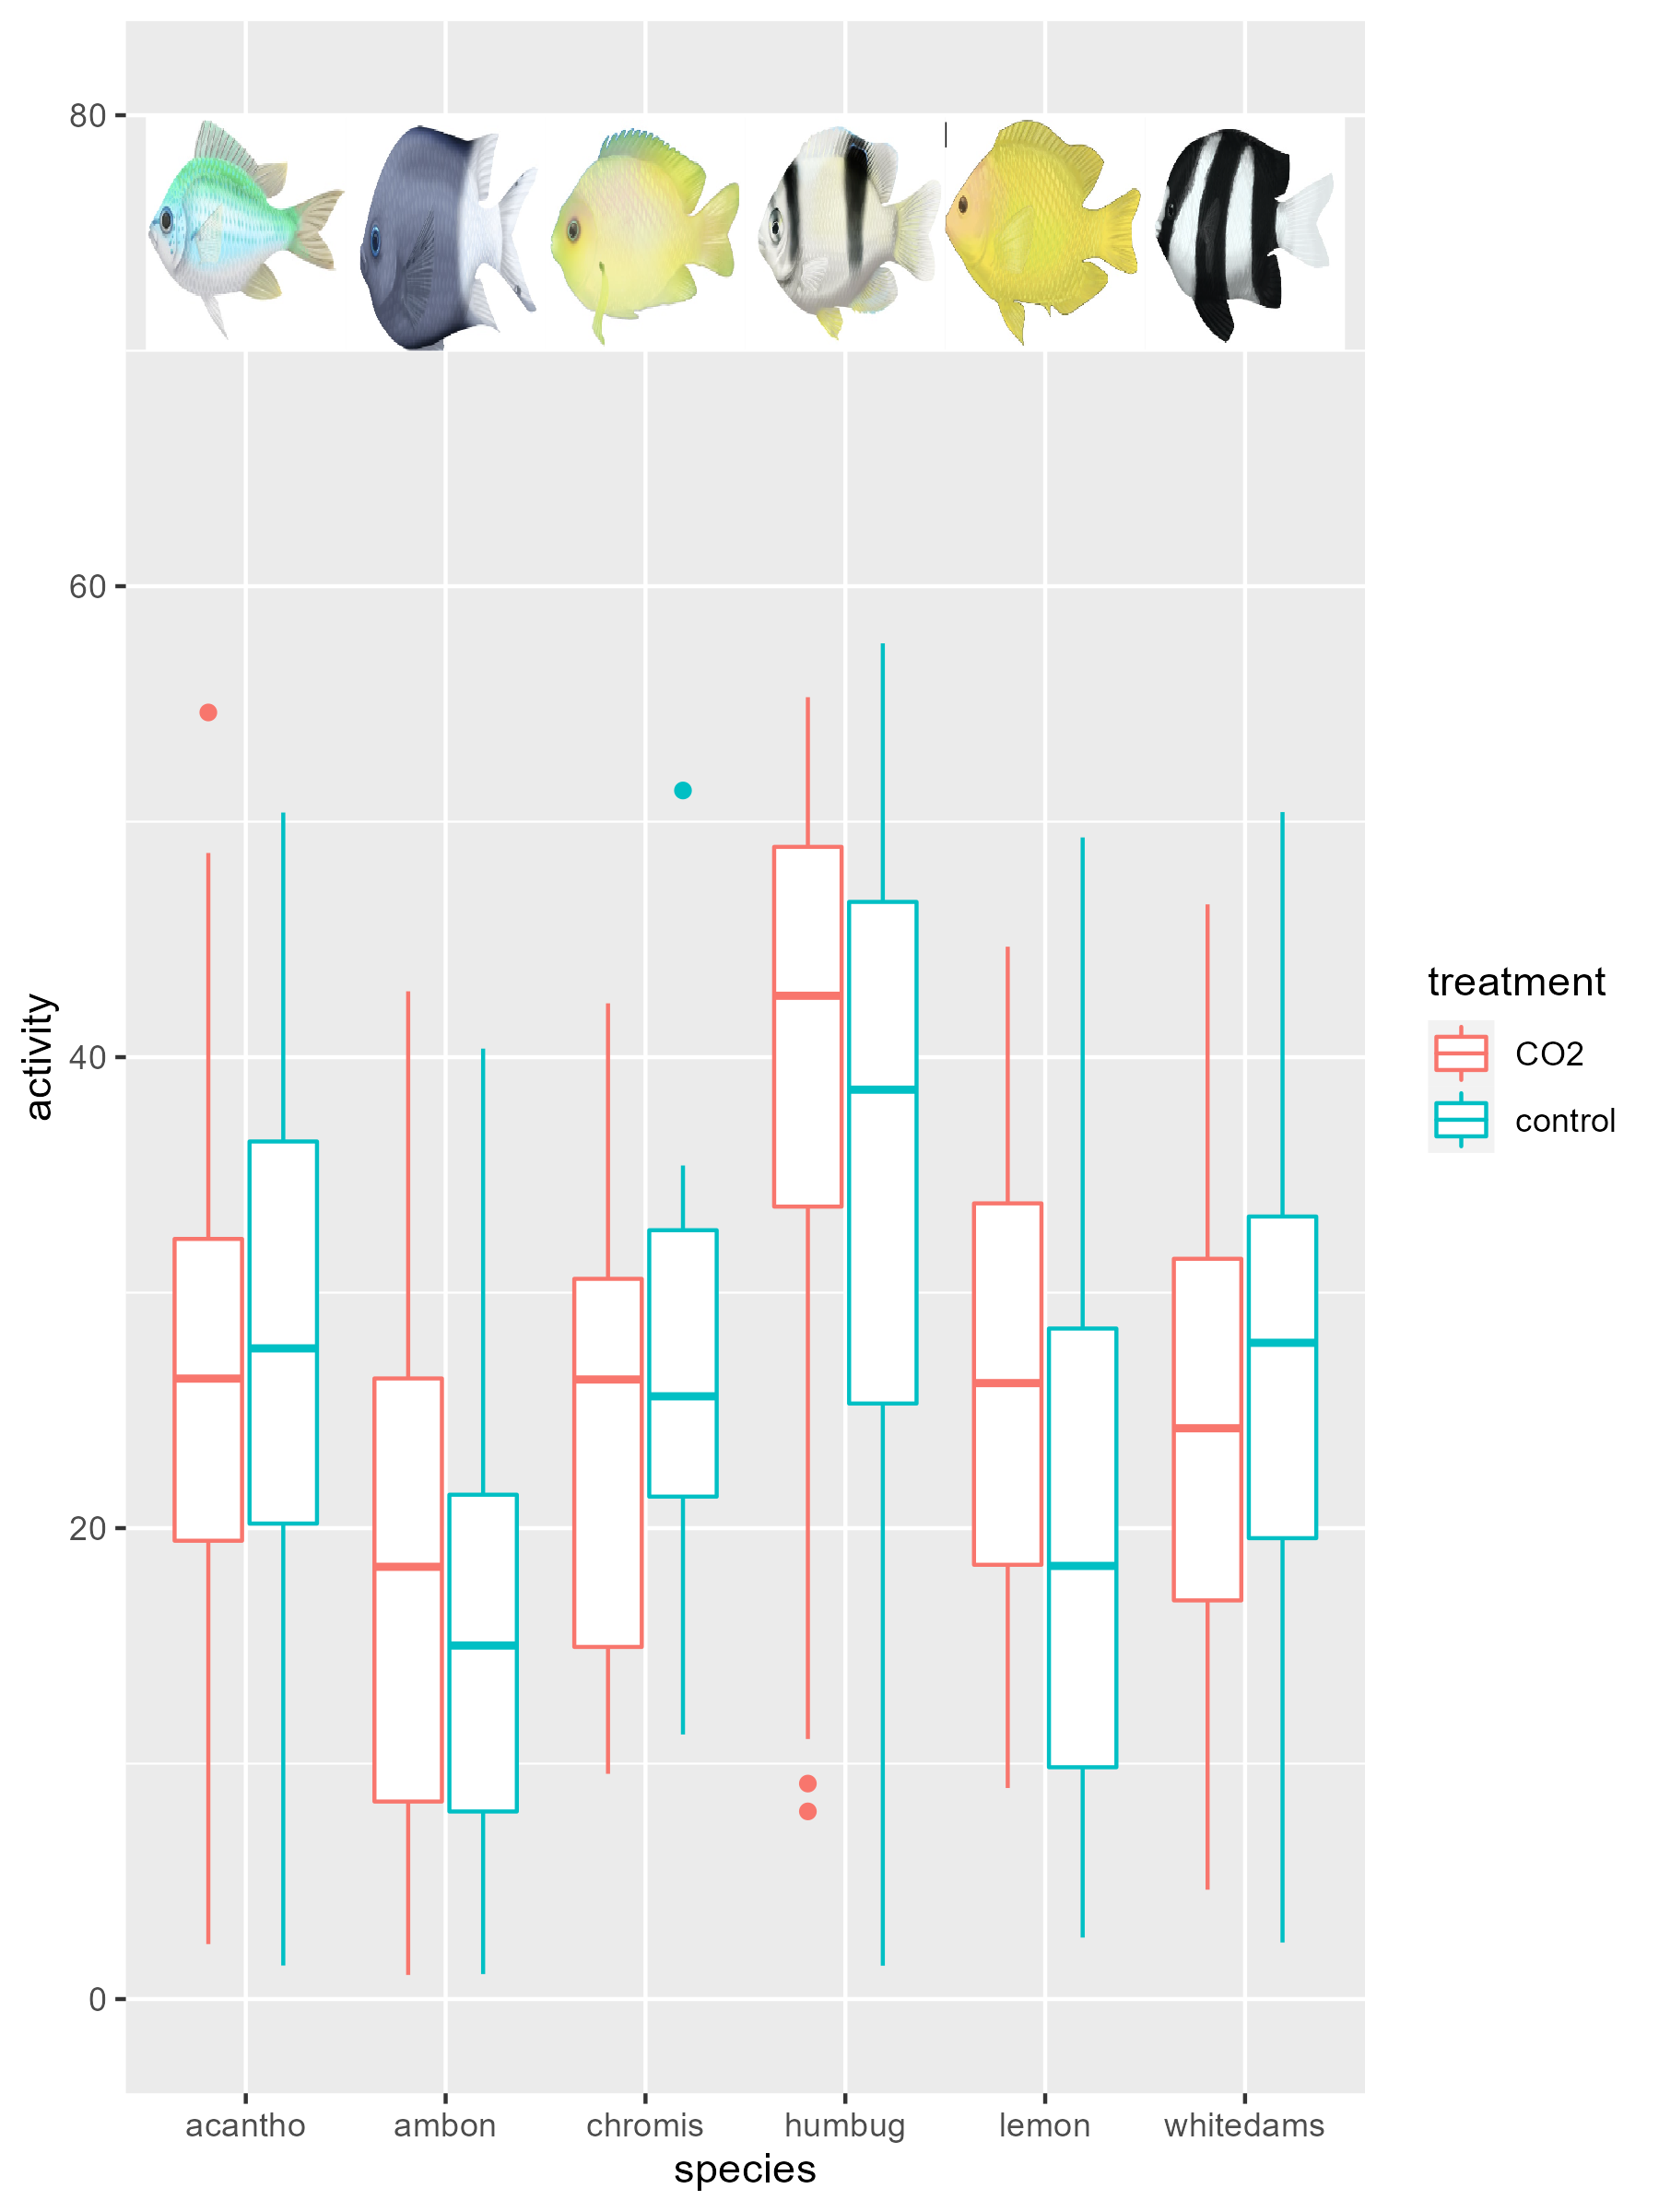 80
60
40
20
0
activity
acantho ambon chromis humbug lemon whitedams
species
treatment
CO2
control